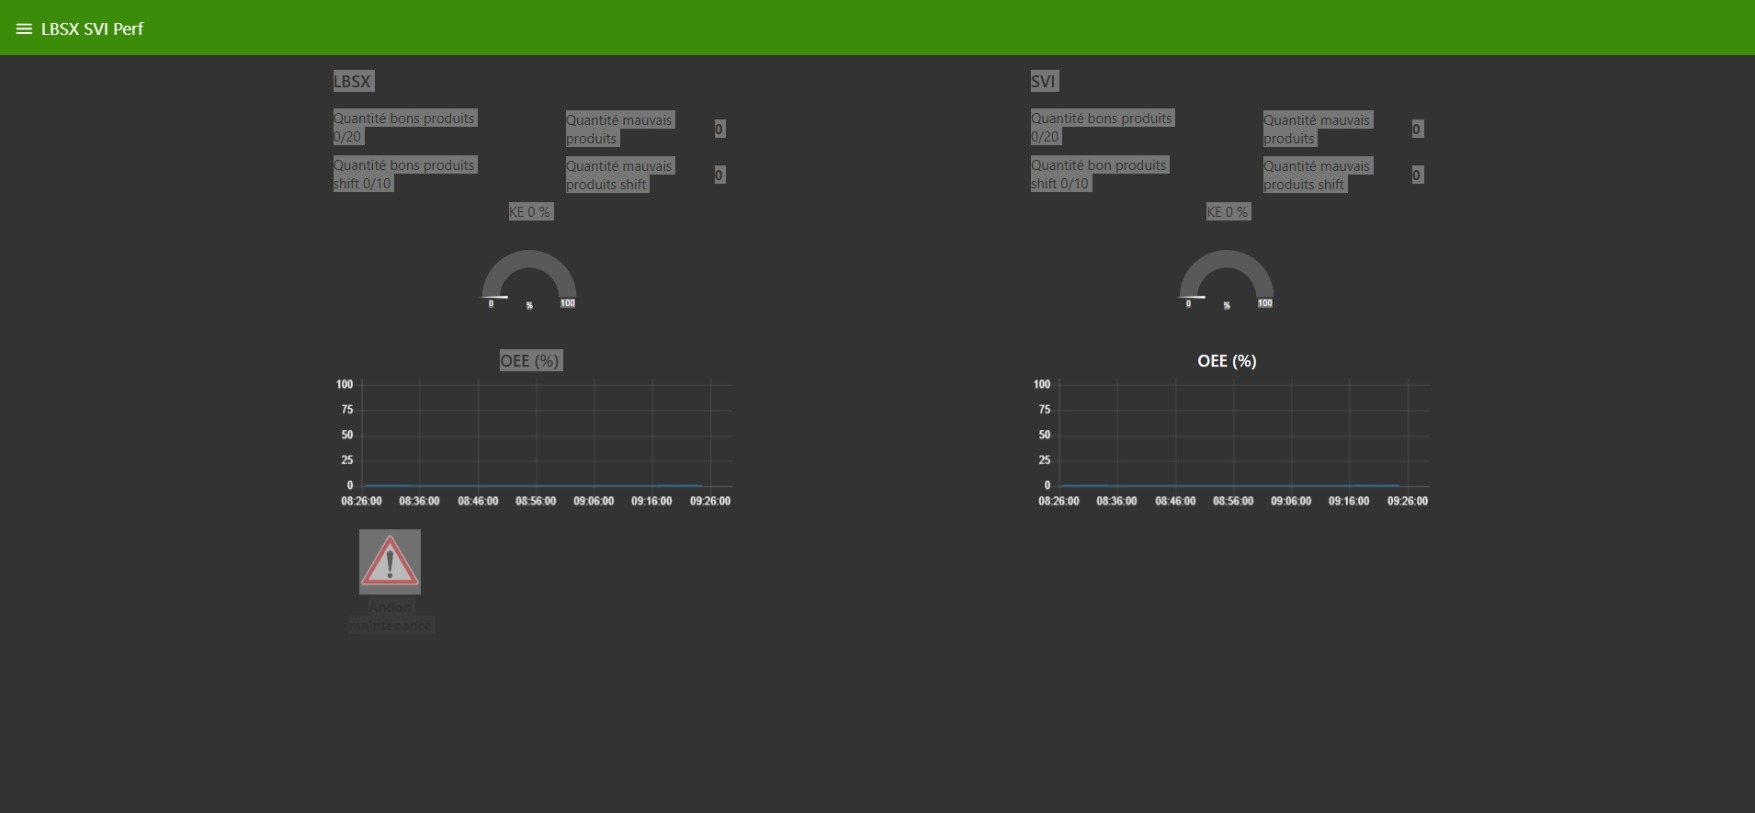 LBSX SVI Perf
LBSX
Quantité bons produits
0/20
Quantité mauvais
produits
0
Quantité bons produits
shift 0/10
Quantité mauvais
produits shift
0
KE 0 %
0
%
100
OEE (%)
100
75
50
25
0
08:26:00 08:36:00 08:46:00 08:56:00 09:06:00 09:16:00 09:26:00
Andon
maintenance
SVI
Quantité bons produits
0/20
Quantité mauvais
produits
0
Quantité bon produits
shift 0/10
Quantité mauvais
produits shift
0
KE 0 %
0
%
100
OEE (%)
100
75
50
25
0
08:26:00 08:36:00 08:46:00 08:56:00 09:06:00 09:16:00 09:26:00